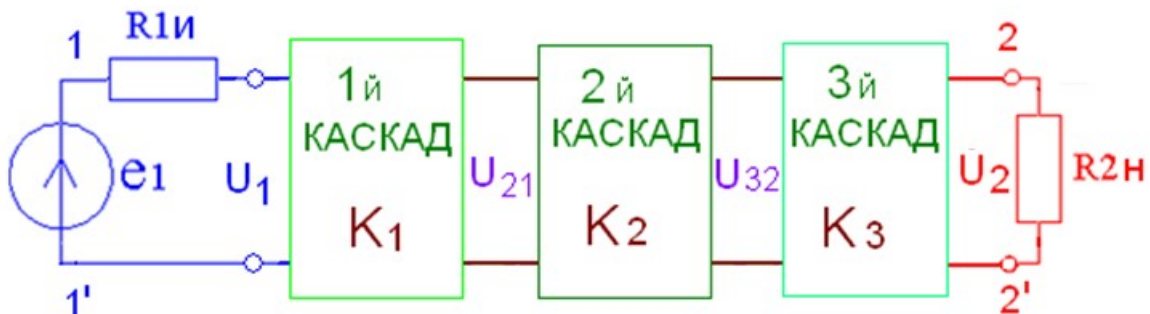 1
R1и
e1
1'
U1
1й
КАСКАД
K1
U21
2й
КАСКАД
K2
U32
3й
КАСКАД
K3
2
U2
R2н
2'